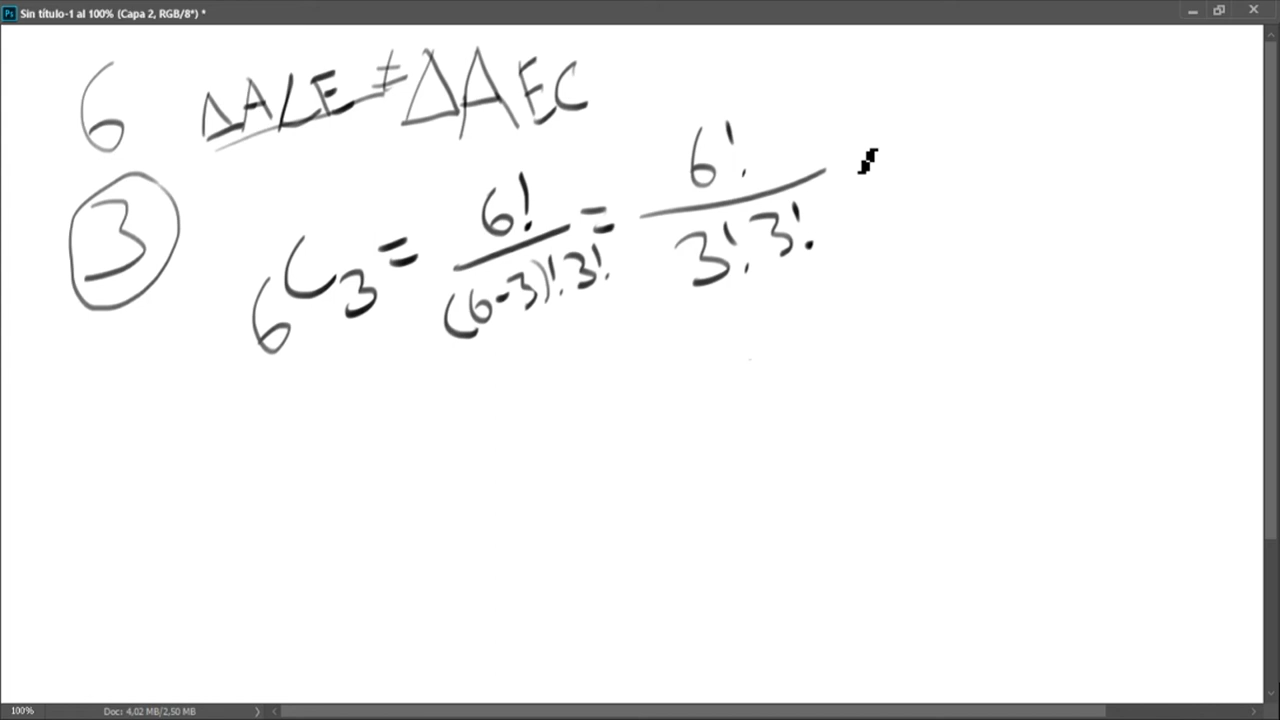 Sin título-1 al 100% (Capa 2, RGB/8*) *
6 ΔALE ≠ ΔAEC
3
6C3 = 6! / (6-3)! 3! = 6! / 3! 3!
100% Doc: 4,02 MB/2,50 MB